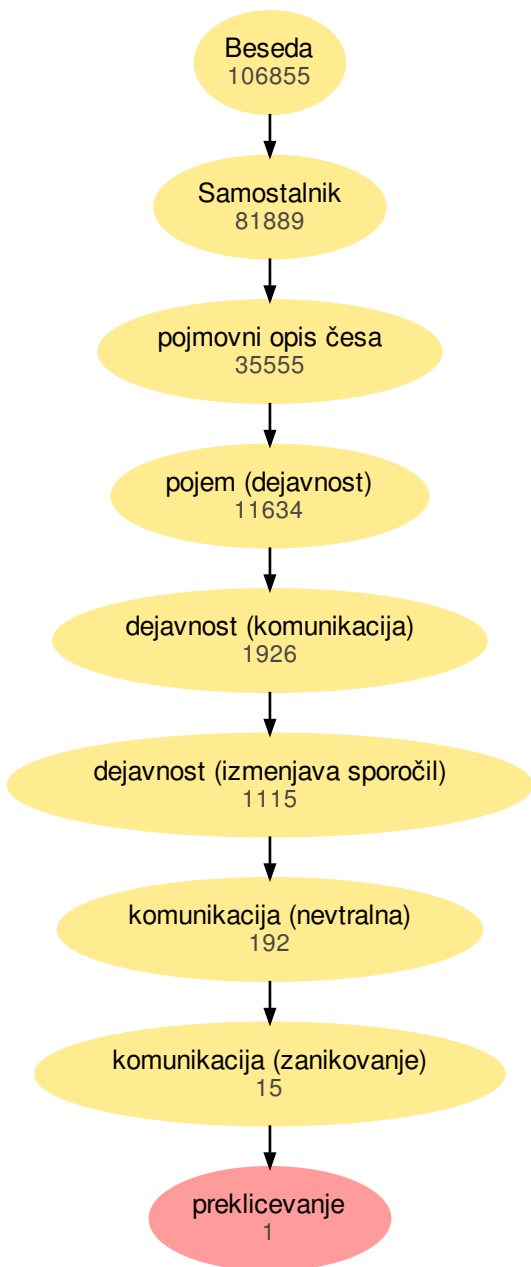 Beseda
106855
Samostalnik
81889
pojmovni opis česa
35555
pojem (dejavnost)
11634
dejavnost (komunikacija)
1926
dejavnost (izmenjava sporočil)
1115
komunikacija (nevtralna)
192
komunikacija (zanikovanje)
15
preklicevanje
1